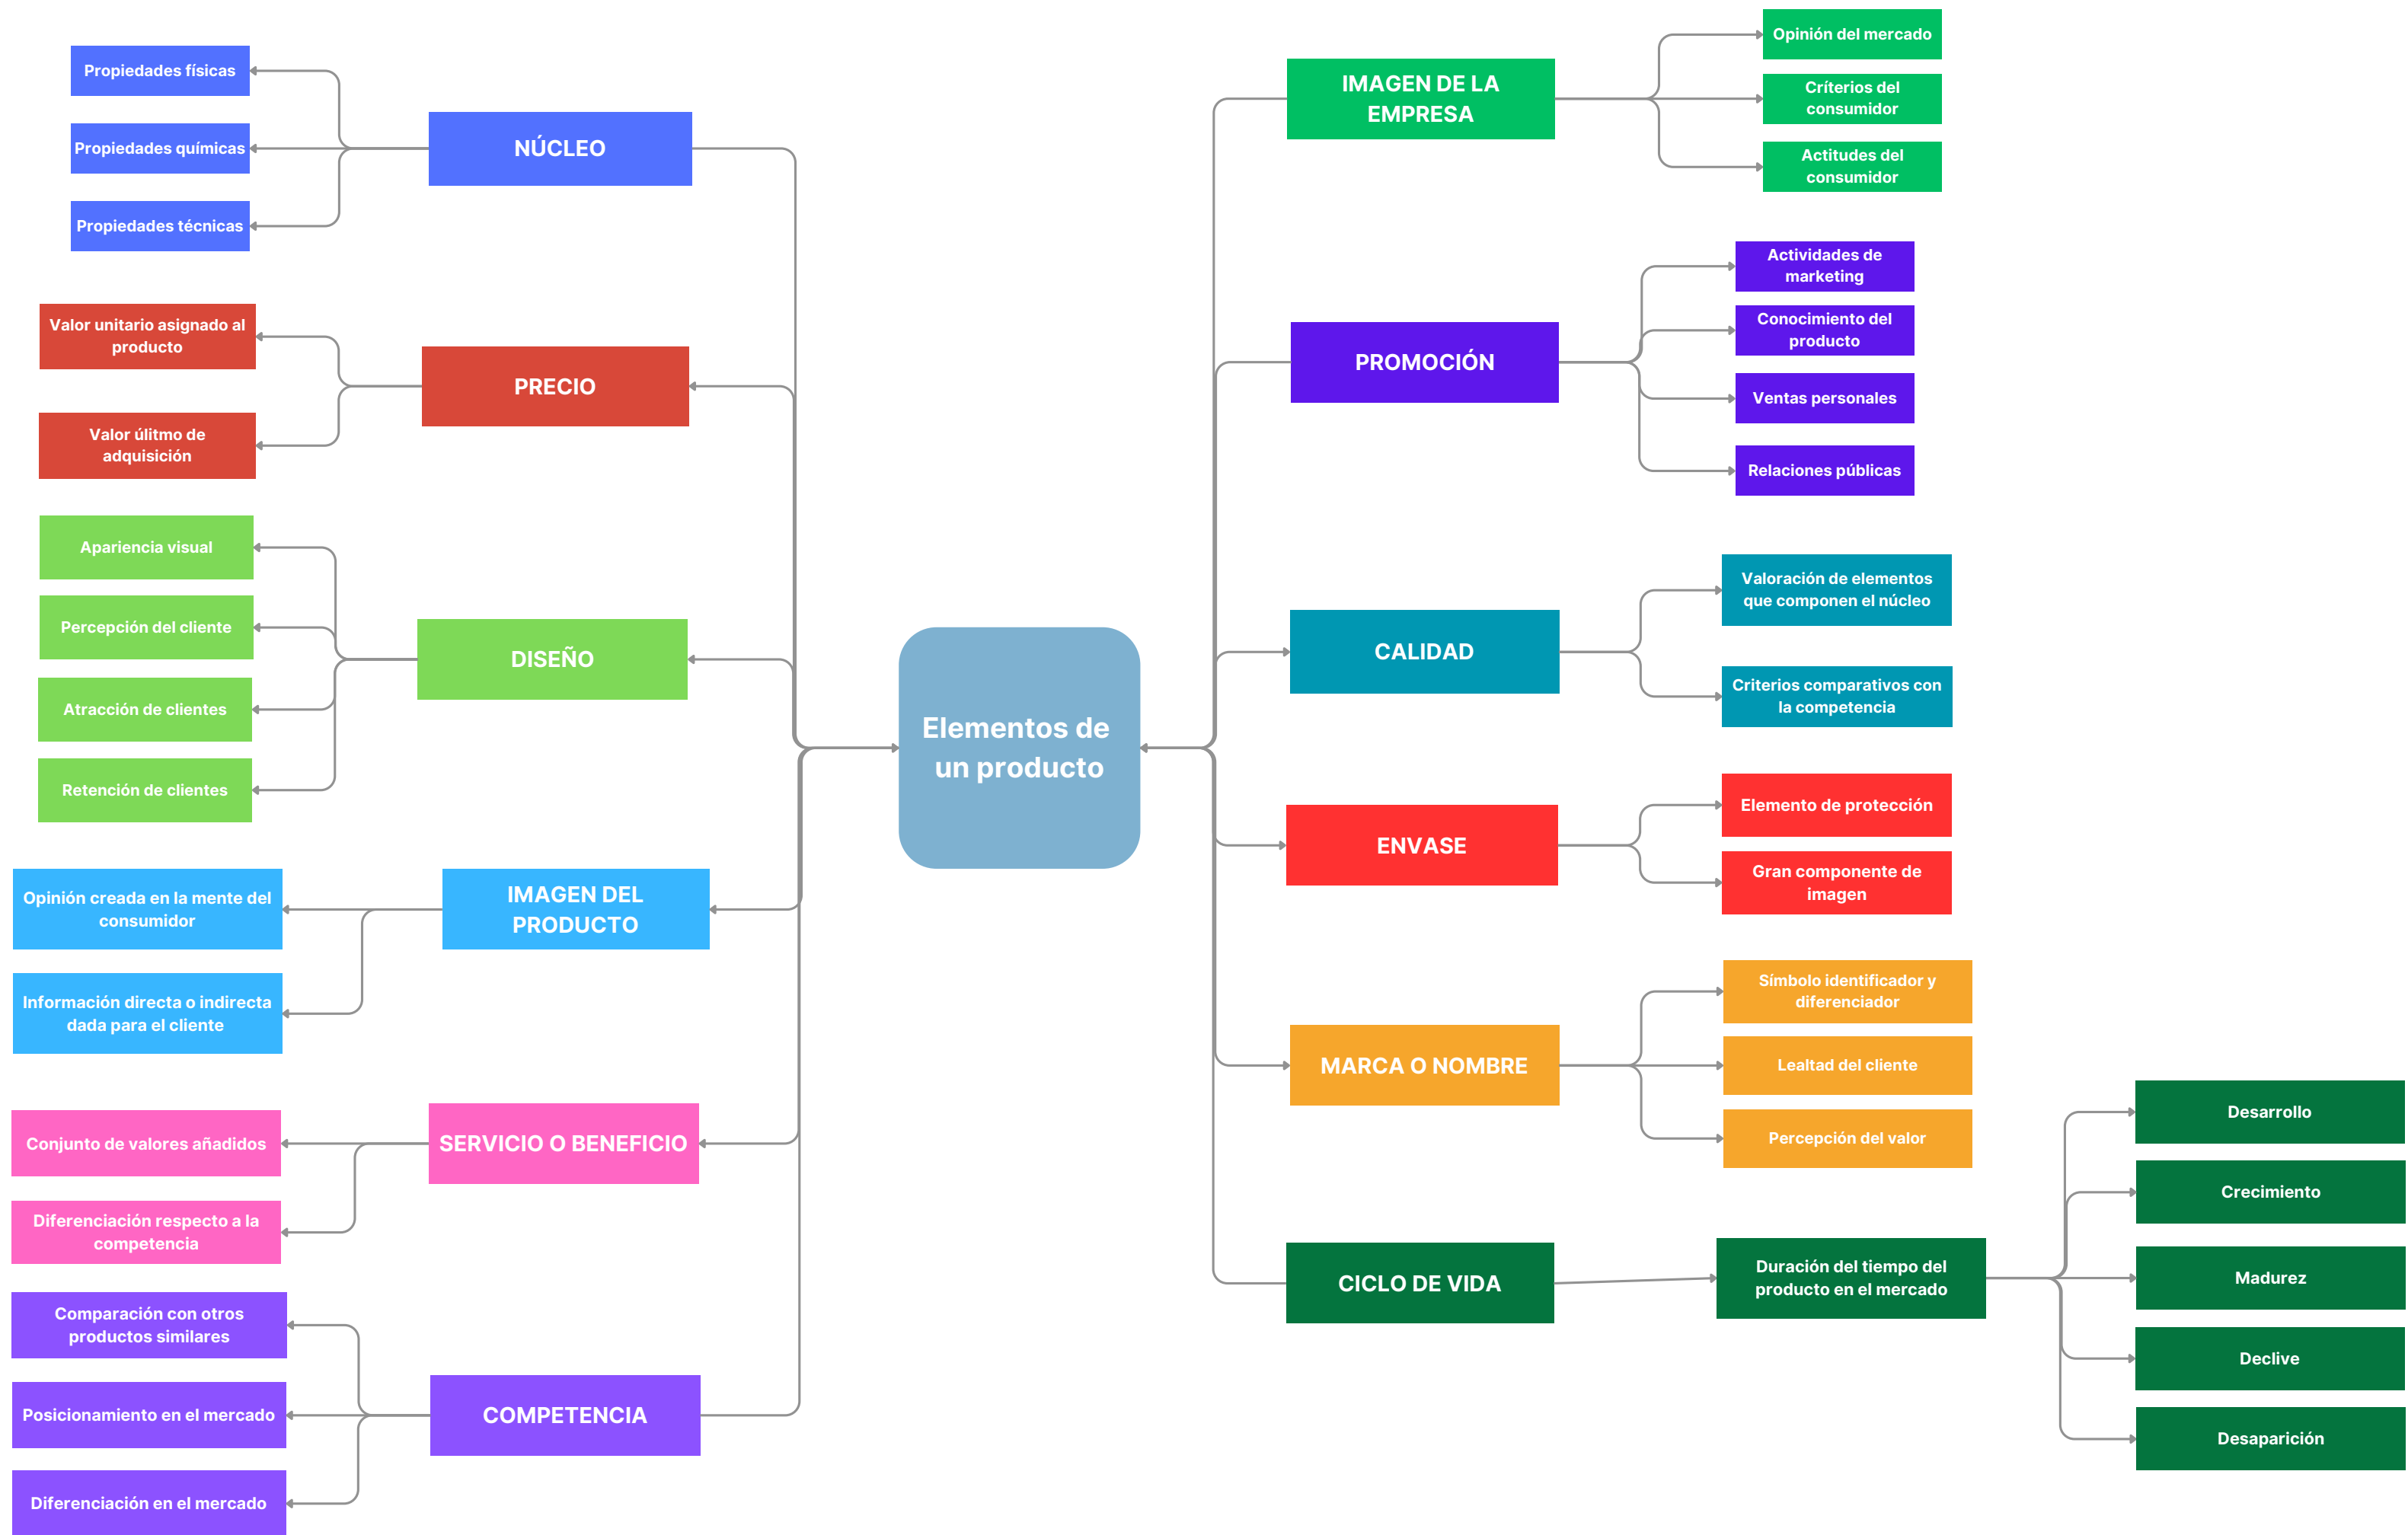 Elementos de
un producto
NÚCLEO
Propiedades físicas
Propiedades químicas
Propiedades técnicas
PRECIO
Valor unitario asignado al
producto
Valor úlitmo de
adquisición
DISEÑO
Apariencia visual
Percepción del cliente
Atracción de clientes
Retención de clientes
IMAGEN DEL
PRODUCTO
Opinión creada en la mente del
consumidor
Información directa o indirecta
dada para el cliente
SERVICIO O BENEFICIO
Conjunto de valores añadidos
Diferenciación respecto a la
competencia
COMPETENCIA
Comparación con otros
productos similares
Posicionamiento en el mercado
Diferenciación en el mercado
IMAGEN DE LA
EMPRESA
Opinión del mercado
Críterios del
consumidor
Actitudes del
consumidor
PROMOCIÓN
Actividades de
marketing
Conocimiento del
producto
Ventas personales
Relaciones públicas
CALIDAD
Valoración de elementos
que componen el núcleo
Criterios comparativos con
la competencia
ENVASE
Elemento de protección
Gran componente de
imagen
MARCA O NOMBRE
Símbolo identificador y
diferenciador
Lealtad del cliente
Percepción del valor
CICLO DE VIDA
Duración del tiempo del
producto en el mercado
Desarrollo
Crecimiento
Madurez
Declive
Desaparición